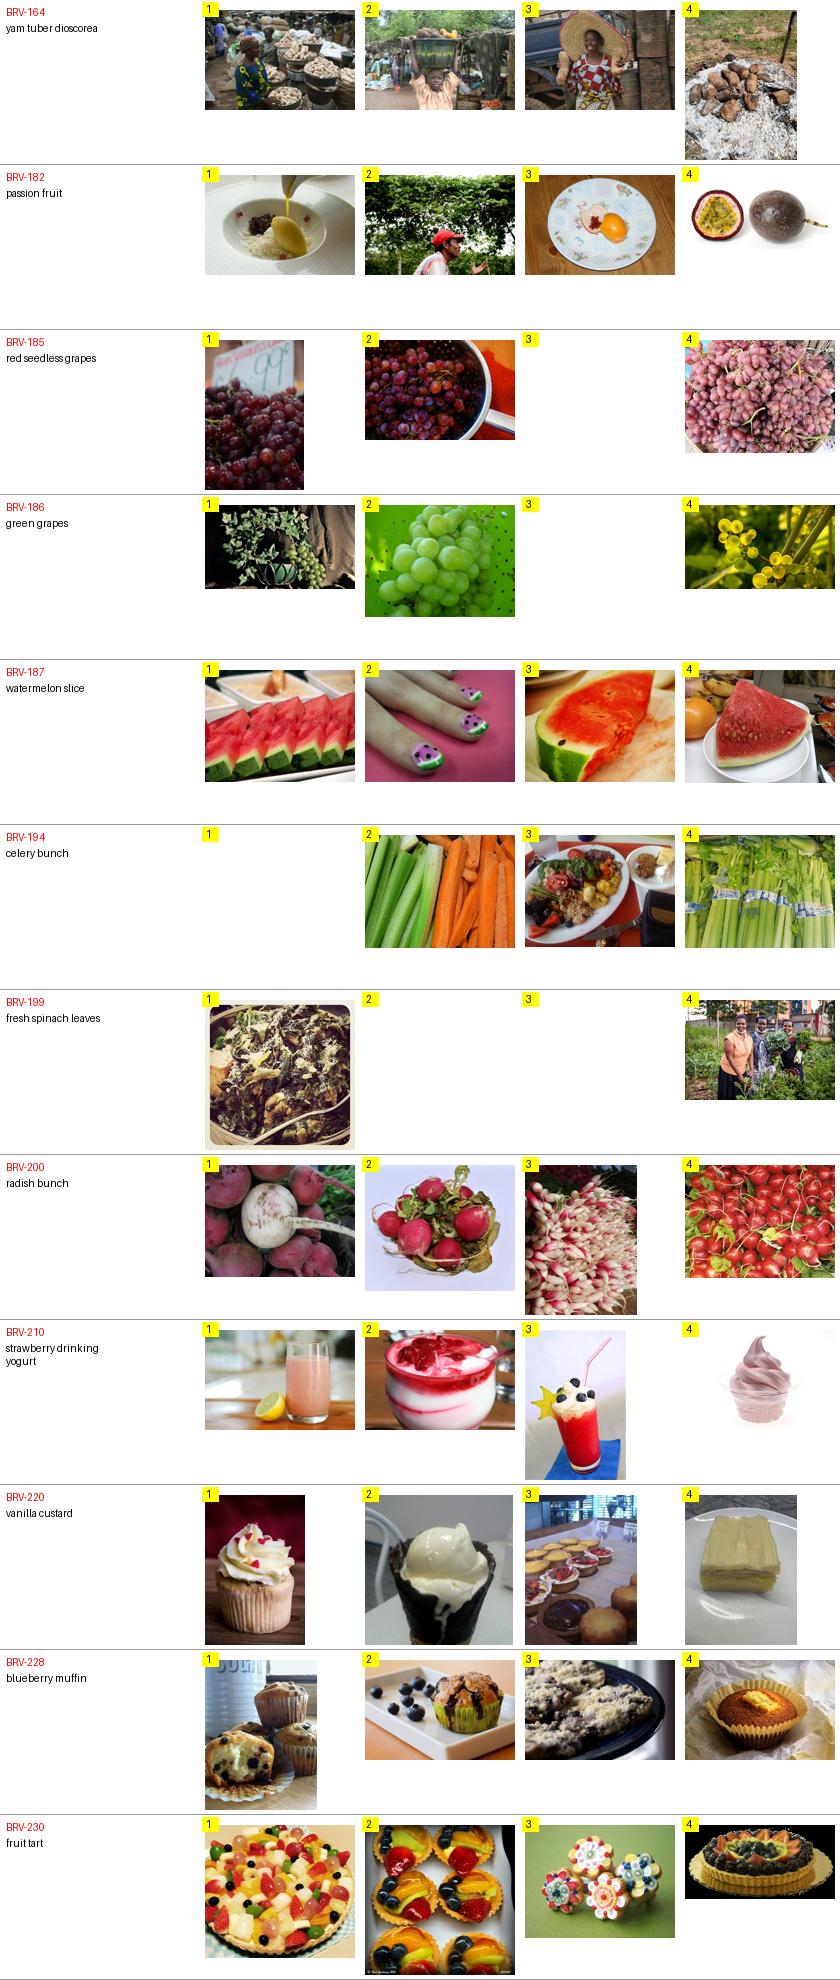 BRV-164
yam tuber dioscorea
1
2
3
4
BRV-182
passion fruit
1
2
3
4
BRV-185
red seedless grapes
1
2
3
4
99¢
BRV-186
green grapes
1
2
3
4
BRV-187
watermelon slice
1
2
3
4
BRV-194
celery bunch
1
2
3
4
BRV-199
fresh spinach leaves
1
2
3
4
BRV-200
radish bunch
1
2
3
4
BRV-210
strawberry drinking
yogurt
1
2
3
4
BRV-220
vanilla custard
1
2
3
4
BRV-228
blueberry muffin
1
2
3
4
BRV-230
fruit tart
1
2
3
4